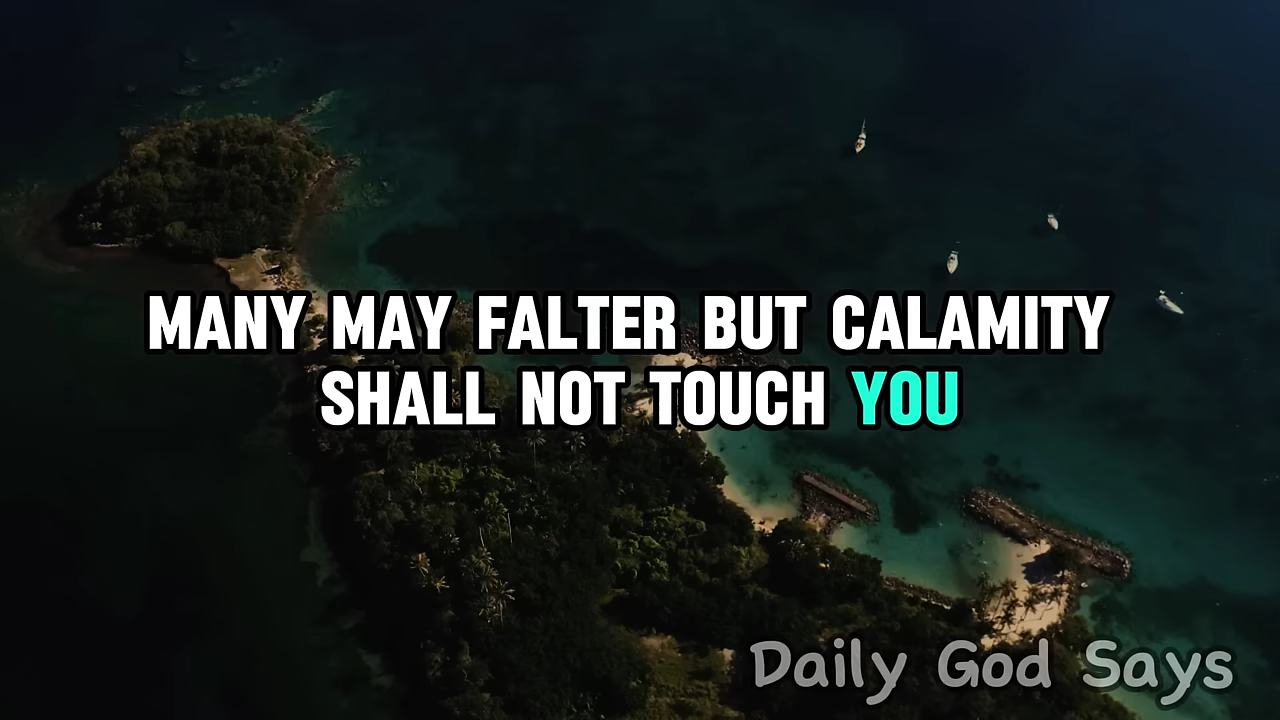 MANY MAY FALTER BUT CALAMITY
SHALL NOT TOUCH YOU
Daily God Says